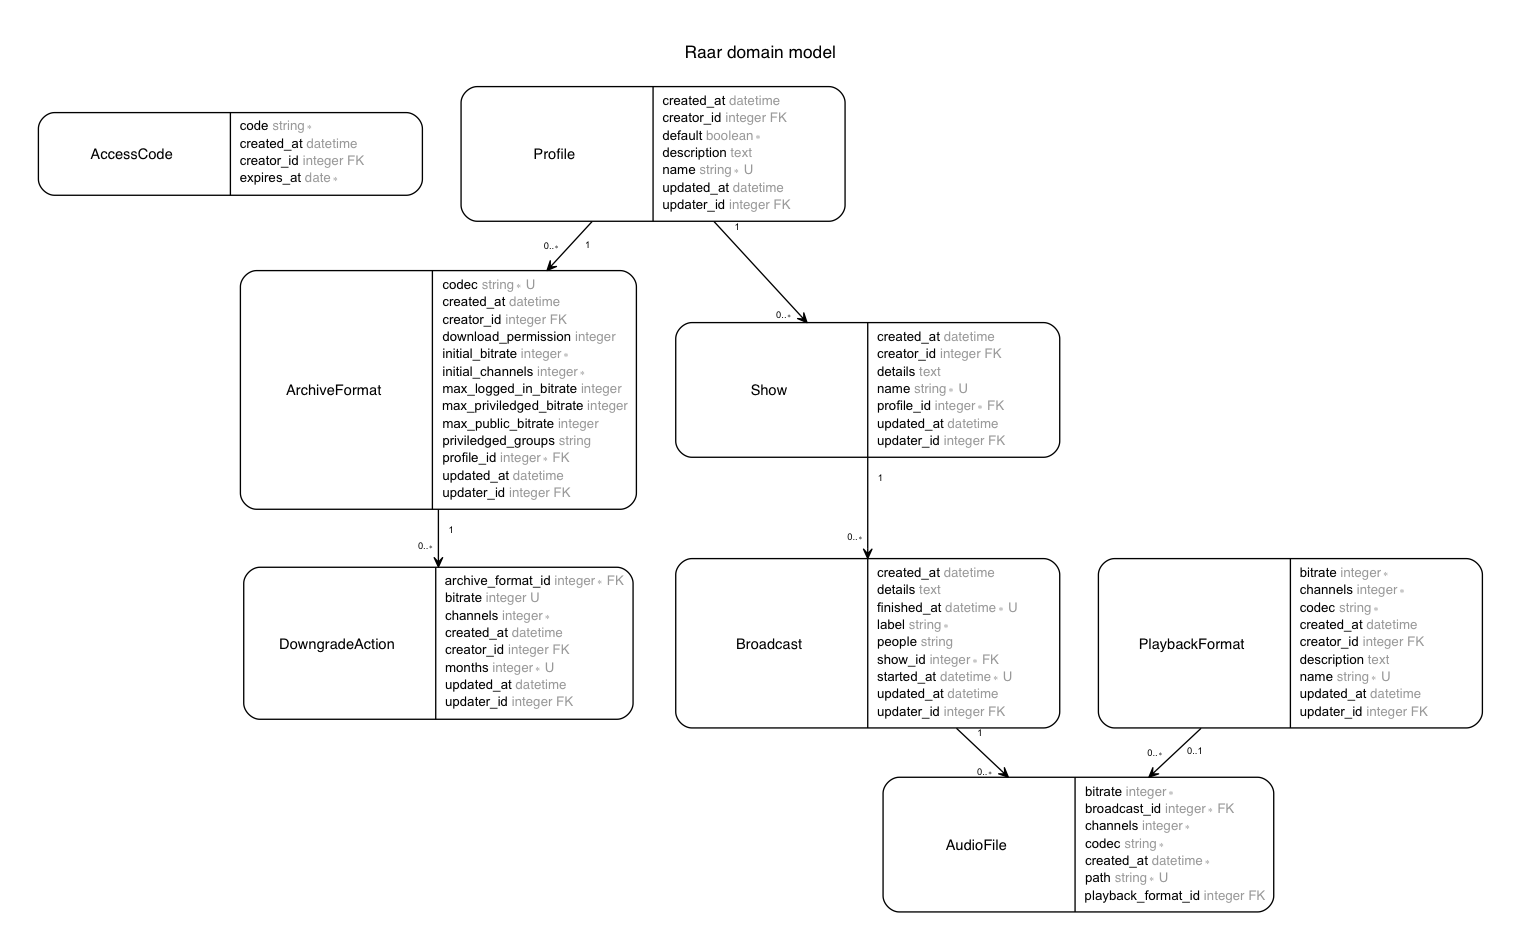 Raar domain model
AccessCode
code string ∗
created_at datetime
creator_id integer FK
expires_at date ∗
Profile
created_at datetime
creator_id integer FK
default boolean ∗
description text
name string ∗ U
updated_at datetime
updater_id integer FK
0..∗
1
1
0..∗
ArchiveFormat
codec string ∗ U
created_at datetime
creator_id integer FK
download_permission integer
initial_bitrate integer ∗
initial_channels integer ∗
max_logged_in_bitrate integer
max_priviledged_bitrate integer
max_public_bitrate integer
priviledged_groups string
profile_id integer ∗ FK
updated_at datetime
updater_id integer FK
Show
created_at datetime
creator_id integer FK
details text
name string ∗ U
profile_id integer ∗ FK
updated_at datetime
updater_id integer FK
1
0..∗
1
0..∗
DowngradeAction
archive_format_id integer ∗ FK
bitrate integer U
channels integer ∗
created_at datetime
creator_id integer FK
months integer ∗ U
updated_at datetime
updater_id integer FK
Broadcast
created_at datetime
details text
finished_at datetime ∗ U
label string ∗
people string
show_id integer ∗ FK
started_at datetime ∗ U
updated_at datetime
updater_id integer FK
PlaybackFormat
bitrate integer ∗
channels integer ∗
codec string ∗
created_at datetime
creator_id integer FK
description text
name string ∗ U
updated_at datetime
updater_id integer FK
1
0..∗
0..∗
0..1
AudioFile
bitrate integer ∗
broadcast_id integer ∗ FK
channels integer ∗
codec string ∗
created_at datetime ∗
path string ∗ U
playback_format_id integer FK